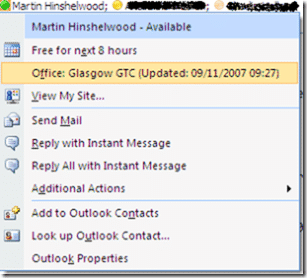 Martin Hinshelwood;
Martin Hinshelwood - Available
Free for next 8 hours
Office: Glasgow GTC (Updated: 09/11/2007 09:27)
View My Site...
Send Mail
Reply with Instant Message
Reply All with Instant Message
Additional Actions
Add to Outlook Contacts
Look up Outlook Contact...
Outlook Properties